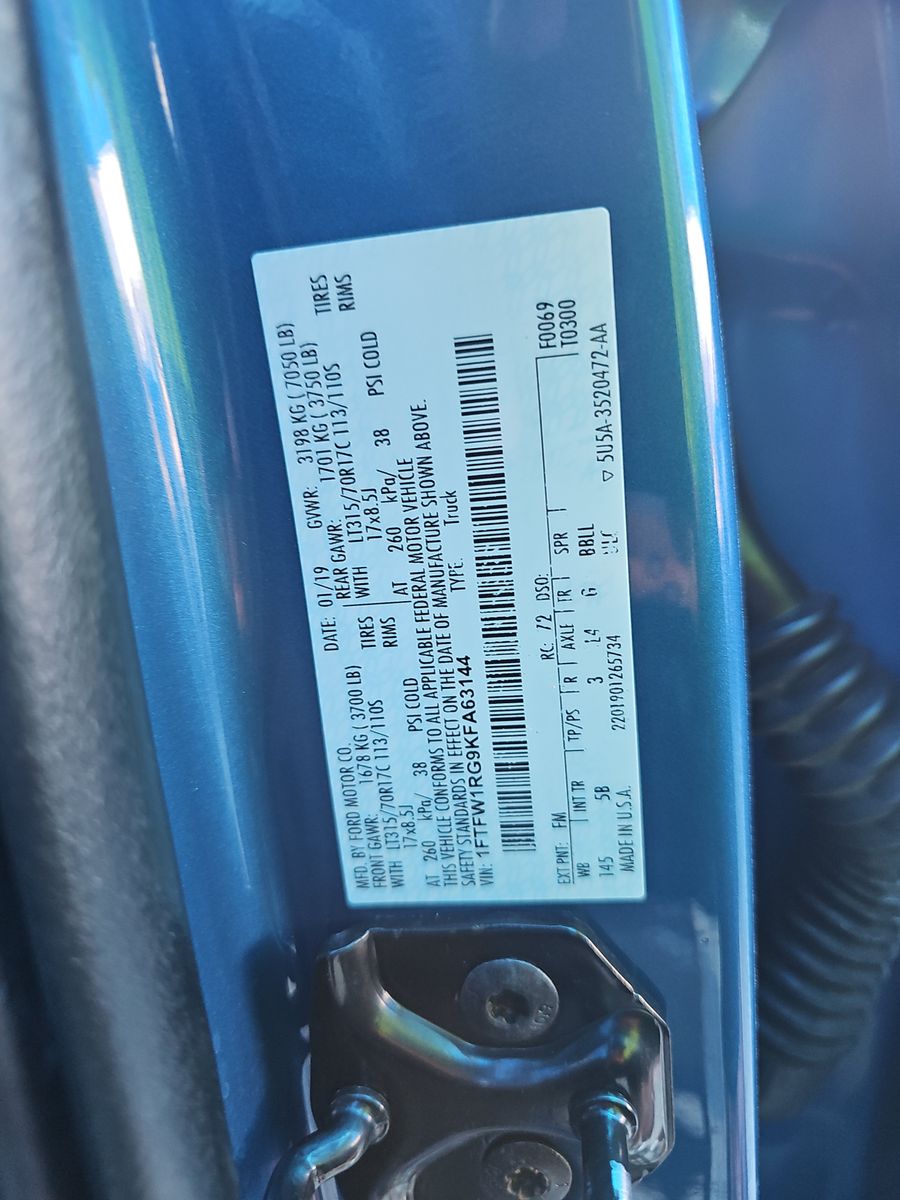 MFD. BY FORD MOTOR CO.
DATE: 01/19 GVWR: 3198 KG ( 7050 LB)
FRONT GAWR: 1678 KG ( 3700 LB) REAR GAWR: 1701 KG ( 3750 LB)
WITH LT315/70R17C 113/110S TIRES WITH LT315/70R17C 113/110S TIRES
17x8.5J RIMS 17x8.5J RIMS
AT 260 kPa/ 38 PSI COLD AT 260 kPa/ 38 PSI COLD
THIS VEHICLE CONFORMS TO ALL APPLICABLE FEDERAL MOTOR VEHICLE
SAFETY STANDARDS IN EFFECT ON THE DATE OF MANUFACTURE SHOWN ABOVE.
VIN: 1FTFW1RG9KFA63144 TYPE: Truck
EXT PNT: FM RC: 72 DSO: F0069
WB INT TR TP/PS R AXLE TR SPR T0300
145 5B 3 L4 G BBLL
MADE IN U.S.A. 2201901265734 ▽ 5U5A-3520472-AA